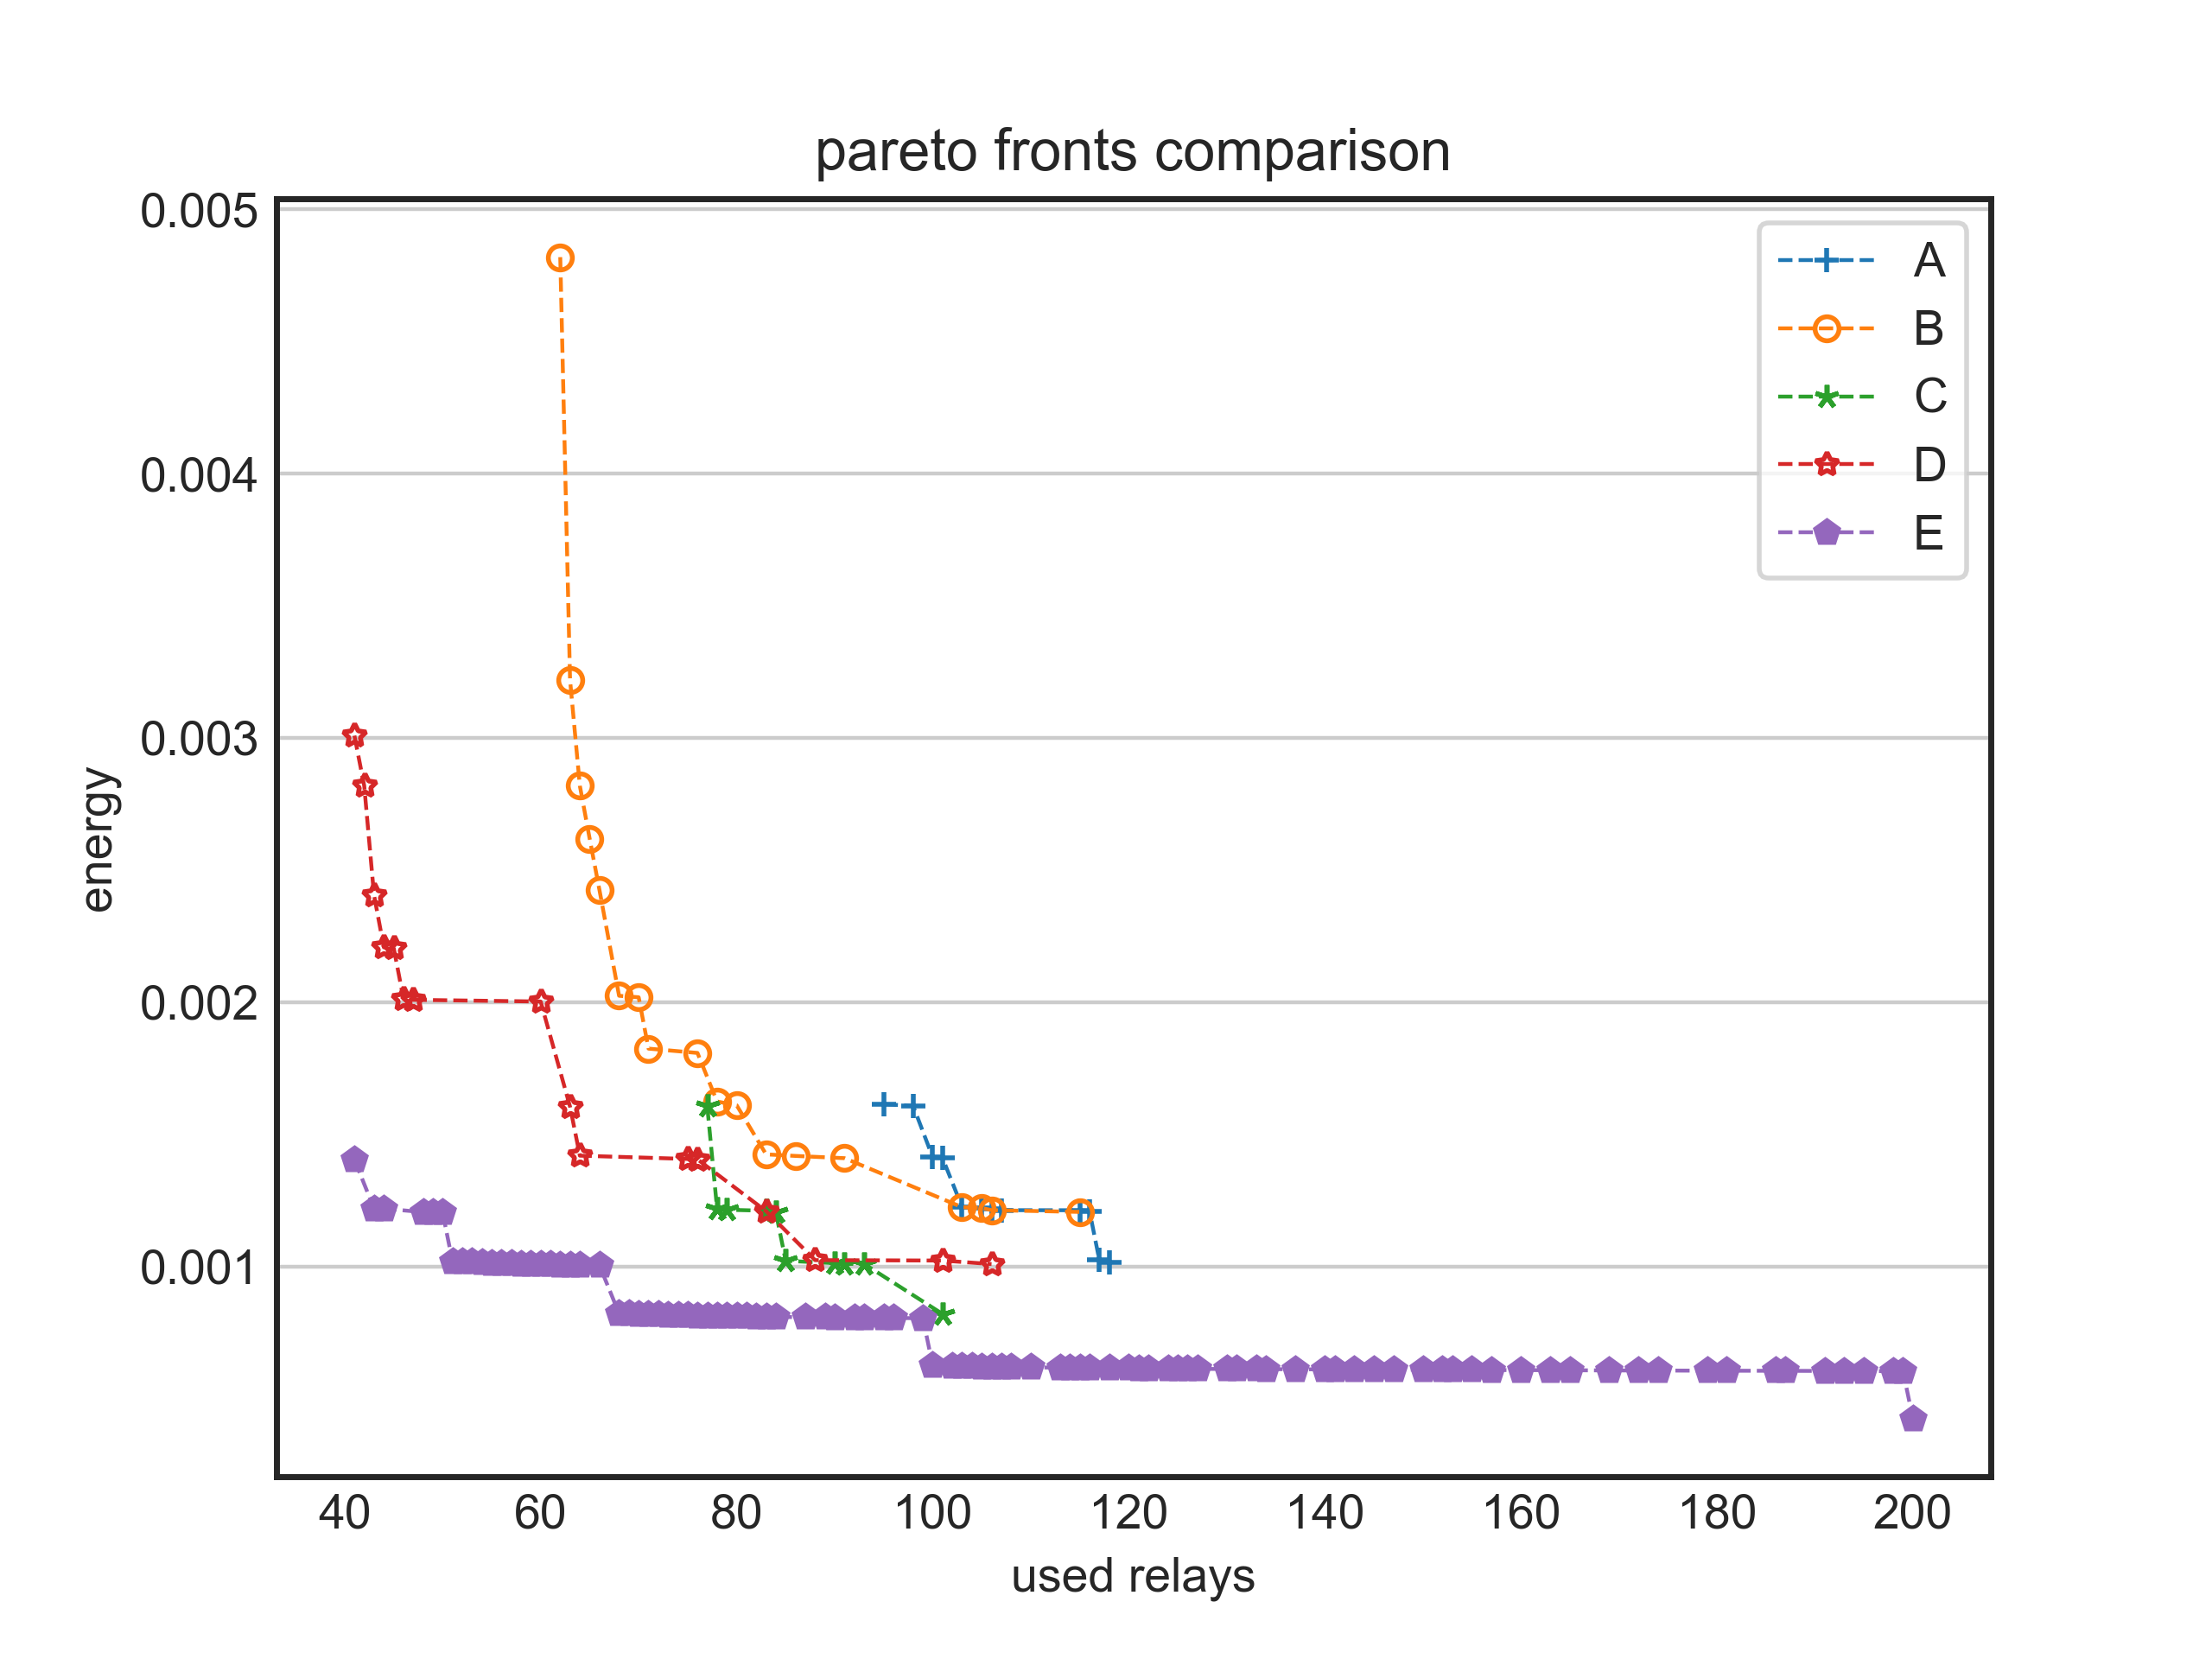 pareto fronts comparison
0.005
0.004
0.003
0.002
0.001
energy
A
B
C
D
E
40 60 80 100 120 140 160 180 200
used relays